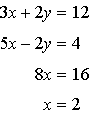 3x + 2y = 12
5x − 2y = 4
8x = 16
x = 2